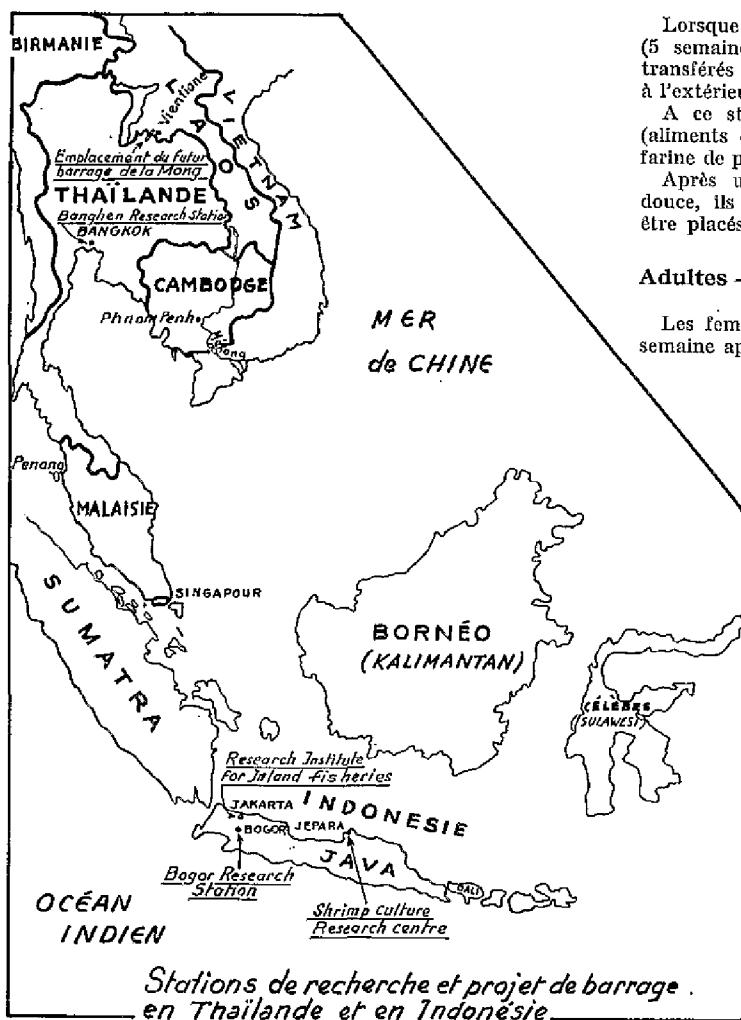 BIRMANIE
LAOS
Vientiane
VIETNAM
Emplacement du futur
barrage de la Mong
THAÏLANDE
Banghen Research Station
BANGKOK
CAMBODGE
Phnom Penh
MER
de CHINE
Penang
MALAISIE
SINGAPOUR
SUMATRA
BORNÉO
(KALIMANTAN)
CÉLÈBES
(SULAWESI)
Research Institute
For Inland fisheries
INDONESIE
JAKARTA
BOGOR
JEPARA
JAVA
BALI
Bogor Research
Station
Shrimp Culture
Research centre
OCÉAN
INDIEN
Stations de recherche et projet de barrage.
en Thaïlande et en Indonésie
Lorsque
(5 semaine
transférés
à l'extérieu
A ce st
(aliments
farine de p
Après u
douce, ils
être placés
Adultes -
Les fem
semaine ap